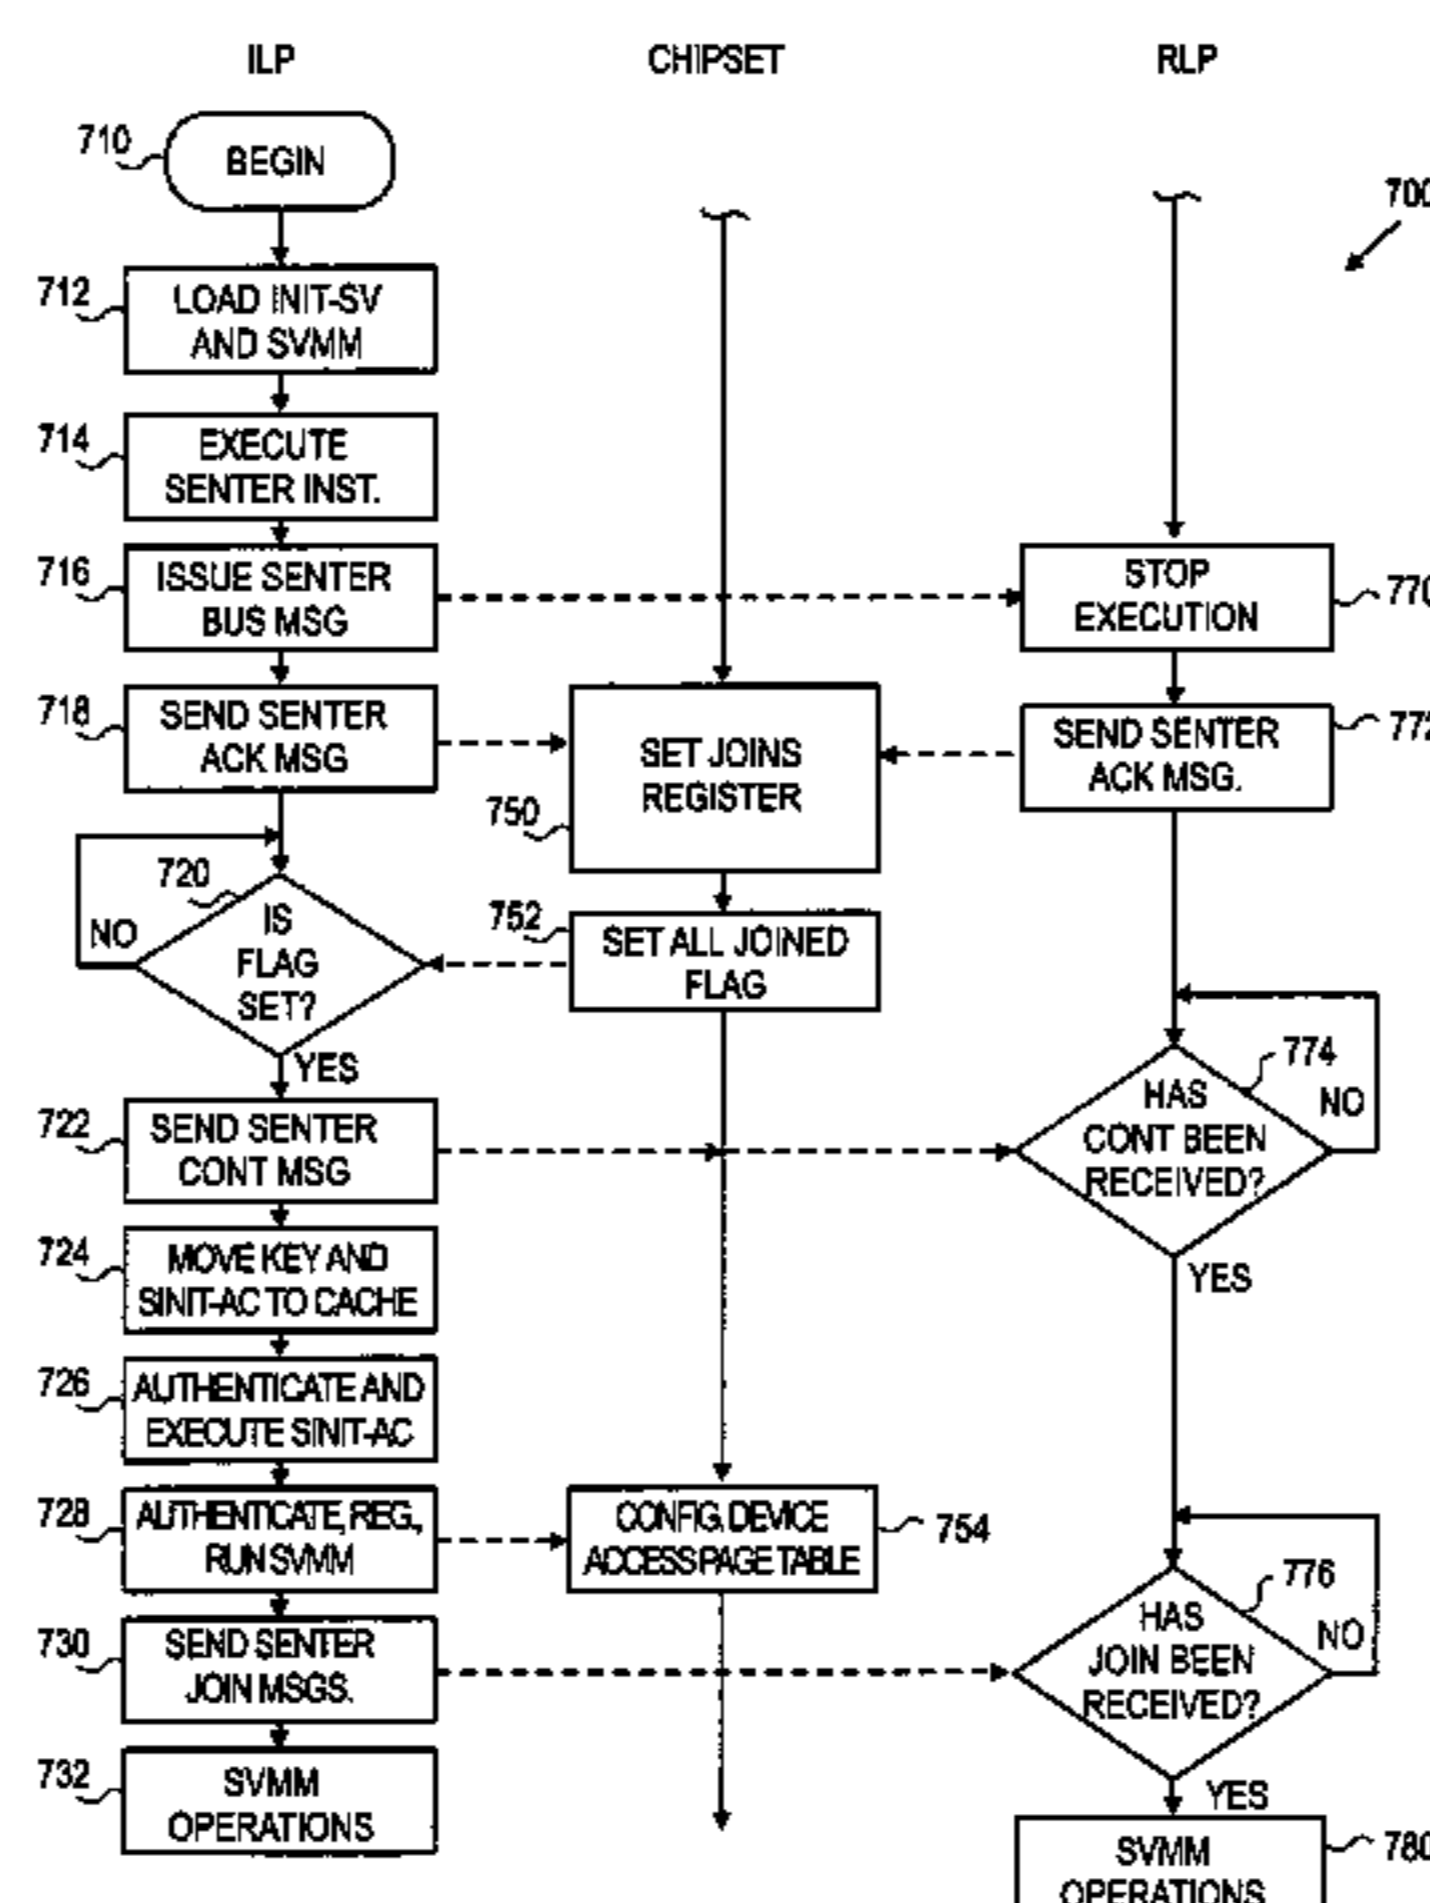 ILP
CHIPSET
RLP
710
BEGIN
700
712
LOAD INIT-SV
AND SVMM
714
EXECUTE
SENTER INST.
716
ISSUE SENTER
BUS MSG
STOP
EXECUTION
770
718
SEND SENTER
ACK MSG
SET JOINS
REGISTER
750
SEND SENTER
ACK MSG.
772
720
IS
FLAG
SET?
NO
YES
752
SET ALL JOINED
FLAG
774
HAS
CONT BEEN
RECEIVED?
NO
YES
722
SEND SENTER
CONT MSG
724
MOVE KEY AND
SINIT-AC TO CACHE
726
AUTHENTICATE AND
EXECUTE SINIT-AC
728
AUTHENTICATE, REG.,
RUN SVMM
CONFIG. DEVICE
ACCESS PAGE TABLE
754
776
HAS
JOIN BEEN
RECEIVED?
NO
YES
730
SEND SENTER
JOIN MSGS.
732
SVMM
OPERATIONS
SVMM
OPERATIONS
780